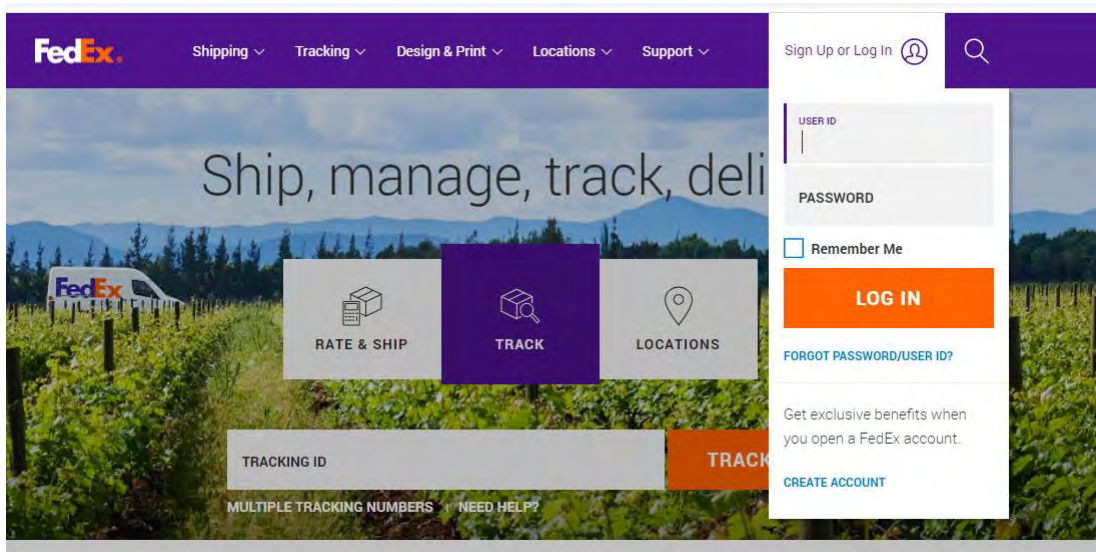 FedEx.
Shipping
Tracking
Design & Print
Locations
Support
Sign Up or Log In
USER ID
PASSWORD
Remember Me
LOG IN
FORGOT PASSWORD/USER ID?
Get exclusive benefits when
you open a FedEx account.
CREATE ACCOUNT
Ship, manage, track, deli
FedEx
RATE & SHIP
TRACK
LOCATIONS
TRACKING ID
TRACK
MULTIPLE TRACKING NUMBERS | NEED HELP?